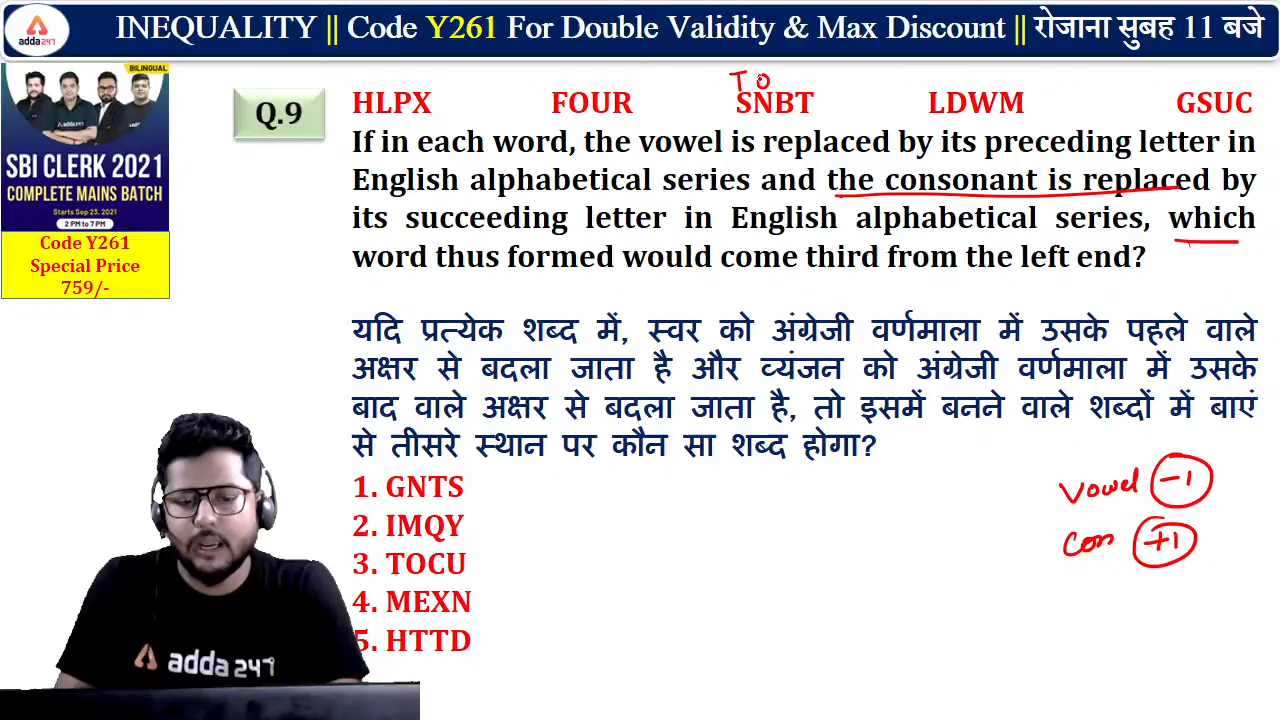 INEQUALITY || Code Y261 For Double Validity & Max Discount || रोजाना सुबह 11 बजे
adda247
BILINGUAL
SBI CLERK 2021
COMPLETE MAINS BATCH
Starts Sep 23, 2021
2 PM to 7 PM
Code Y261
Special Price
759/-
Q.9
TO
HLPX FOUR SNBT LDWM GSUC
If in each word, the vowel is replaced by its preceding letter in
English alphabetical series and the consonant is replaced by
its succeeding letter in English alphabetical series, which
word thus formed would come third from the left end?
यदि प्रत्येक शब्द में, स्वर को अंग्रेजी वर्णमाला में उसके पहले वाले
अक्षर से बदला जाता है और व्यंजन को अंग्रेजी वर्णमाला में उसके
बाद वाले अक्षर से बदला जाता है, तो इसमें बनने वाले शब्दों में बाएं
से तीसरे स्थान पर कौन सा शब्द होगा?
1. GNTS
2. IMQY
3. TOCU
4. MEXN
5. HTTD
Vowel -1
Con +1
adda247